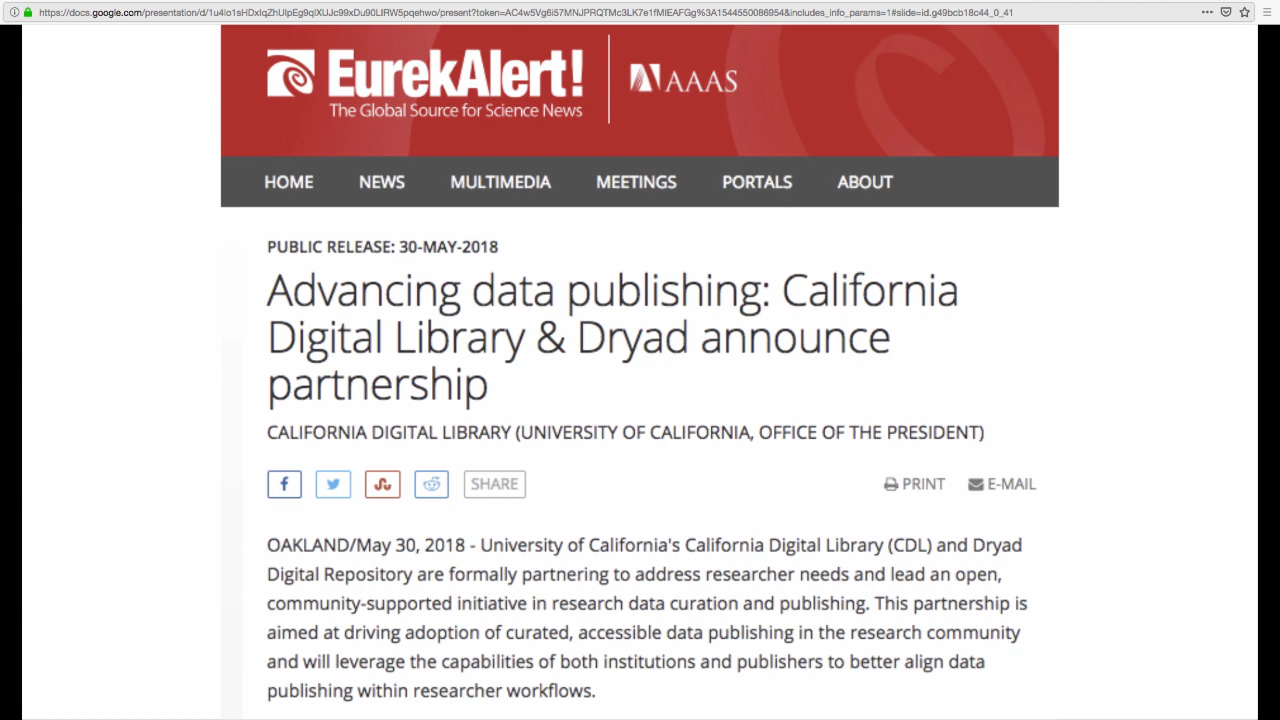 https://docs.google.com/presentation/d/1u4Io1sHDxIqZhUIpEg9qIXUJc99xDu90LIRW5pqehwo/present?token=AC4w5Vg6i57MNJPRQTMc3LK7e1fMIEAFGg%3A1544550086954&includes_info_params=1#slide=id.g49bcb18c44_0_41
EurekAlert!
The Global Source for Science News
AAAS
HOME NEWS MULTIMEDIA MEETINGS PORTALS ABOUT
PUBLIC RELEASE: 30-MAY-2018
Advancing data publishing: California
Digital Library & Dryad announce
partnership
CALIFORNIA DIGITAL LIBRARY (UNIVERSITY OF CALIFORNIA, OFFICE OF THE PRESIDENT)
SHARE PRINT E-MAIL
OAKLAND/May 30, 2018 - University of California's California Digital Library (CDL) and Dryad
Digital Repository are formally partnering to address researcher needs and lead an open,
community-supported initiative in research data curation and publishing. This partnership is
aimed at driving adoption of curated, accessible data publishing in the research community
and will leverage the capabilities of both institutions and publishers to better align data
publishing within researcher workflows.